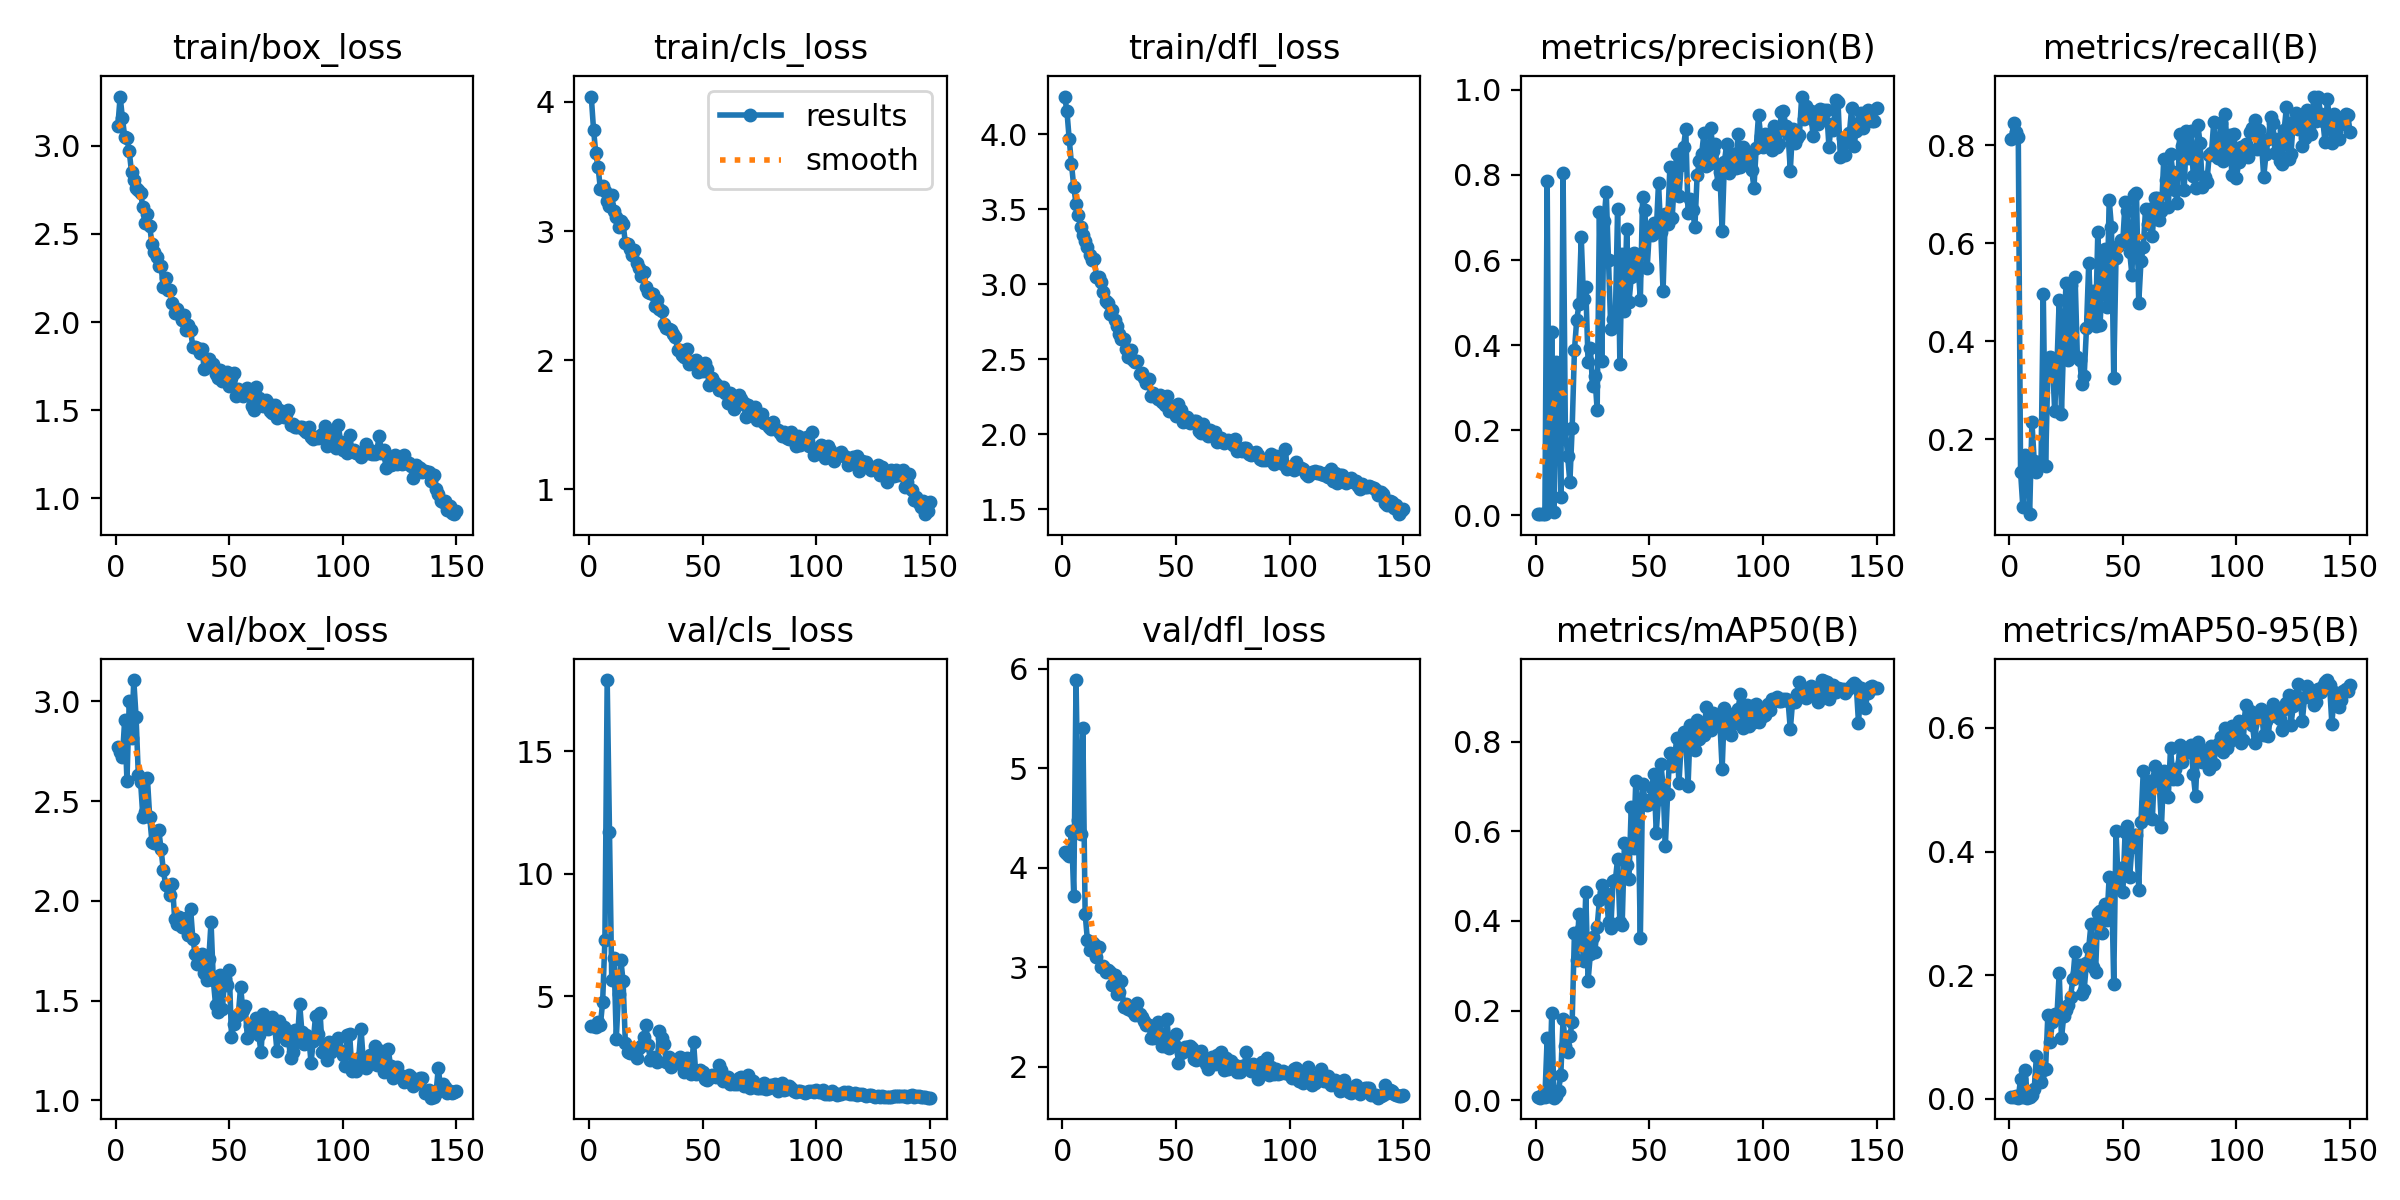 train/box_loss
train/cls_loss
train/dfl_loss
metrics/precision(B)
metrics/recall(B)
results
smooth
3.0
2.5
2.0
1.5
1.0
0 50 100 150
4
3
2
1
0 50 100 150
4.0
3.5
3.0
2.5
2.0
1.5
0 50 100 150
1.0
0.8
0.6
0.4
0.2
0.0
0 50 100 150
0.8
0.6
0.4
0.2
0 50 100 150
val/box_loss
val/cls_loss
val/dfl_loss
metrics/mAP50(B)
metrics/mAP50-95(B)
3.0
2.5
2.0
1.5
1.0
0 50 100 150
15
10
5
0 50 100 150
6
5
4
3
2
0 50 100 150
0.8
0.6
0.4
0.2
0.0
0 50 100 150
0.6
0.4
0.2
0.0
0 50 100 150